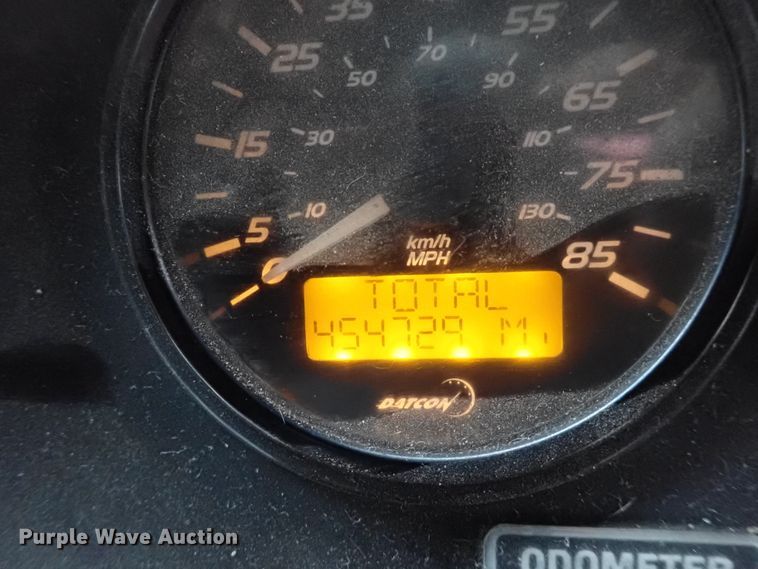 35
55
25
50
70
90
65
15
30
110
75
5
10
130
85
0
km/h
MPH
TOTAL
454729 Mi
DATCON
Purple Wave Auction®
ODOMETER